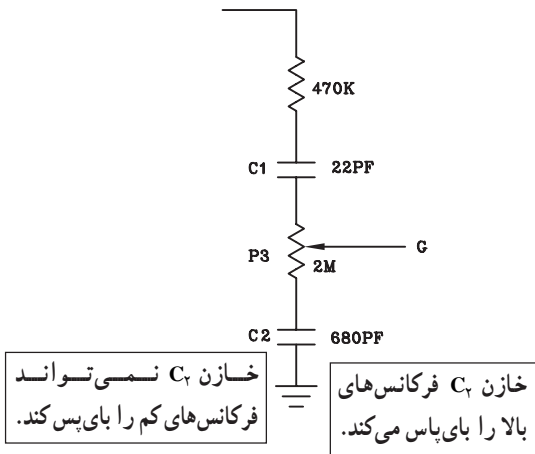 470K
C1 22PF
P3 2M G
C2 680PF
خازن C۲ نمی‌تواند
فرکانس‌های کم را بای‌پس کند.
خازن C۲ فرکانس‌های
بالا را بای‌پاس می‌کند.